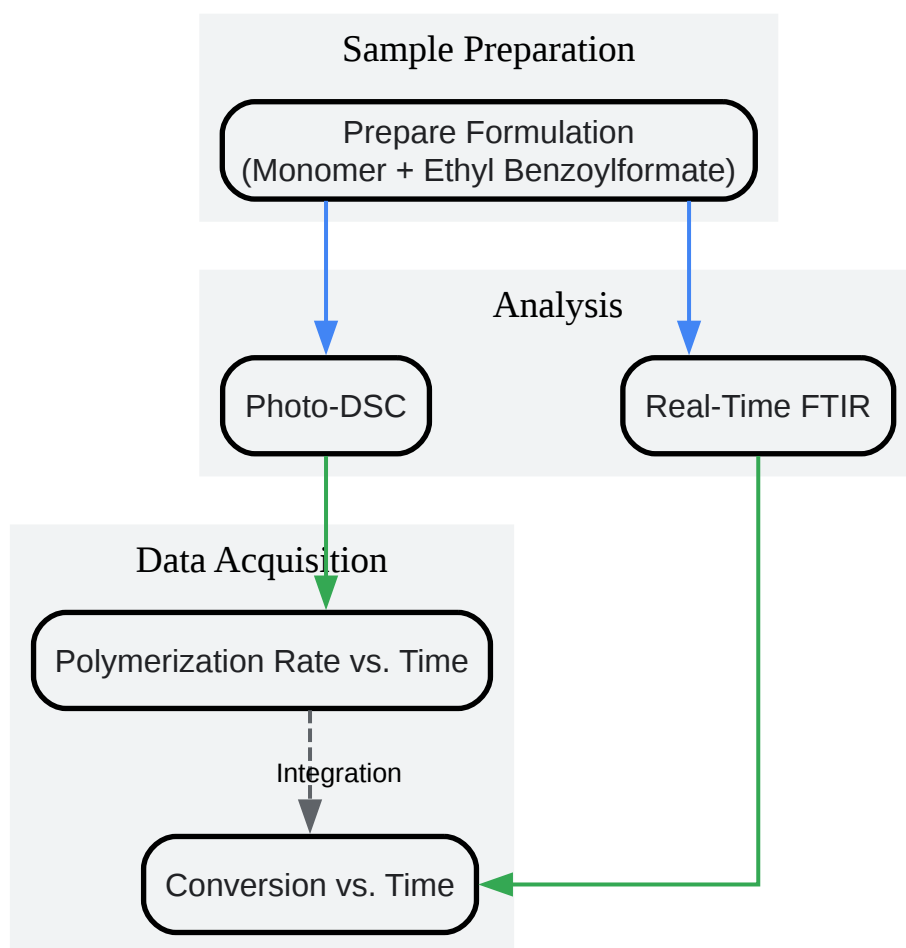 Sample Preparation
Prepare Formulation
(Monomer + Ethyl Benzoylformate)
Analysis
Photo-DSC
Real-Time FTIR
Data Acquisition
Polymerization Rate vs. Time
Integration
Conversion vs. Time